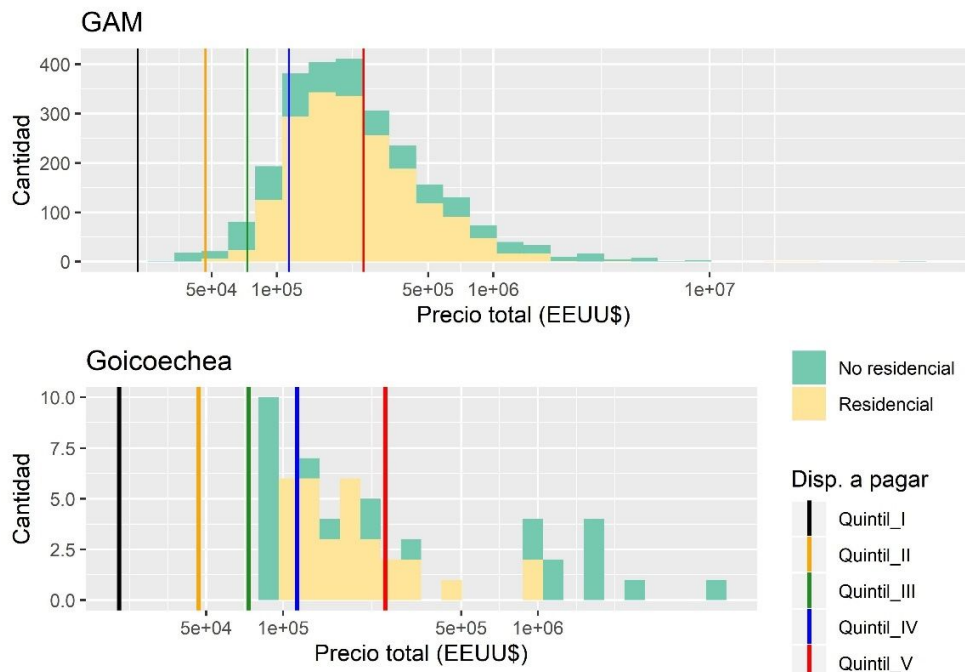 GAM
400
300
200
100
0
Cantidad
5e+04 1e+05 5e+05 1e+06 1e+07
Precio total (EEUU$)
Goicoechea
10.0
7.5
5.0
2.5
0.0
Cantidad
5e+04 1e+05 5e+05 1e+06
Precio total (EEUU$)
No residencial
Residencial
Disp. a pagar
Quintil_I
Quintil_II
Quintil_III
Quintil_IV
Quintil_V